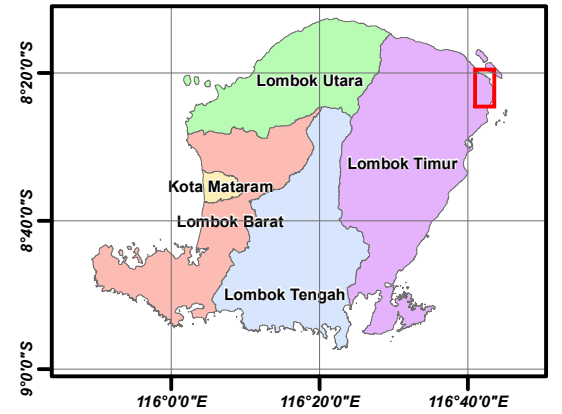 8°20'0"S
Lombok Utara
Lombok Timur
Kota Mataram
8°40'0"S
Lombok Barat
Lombok Tengah
9°0'0"S
116°0'0"E
116°20'0"E
116°40'0"E